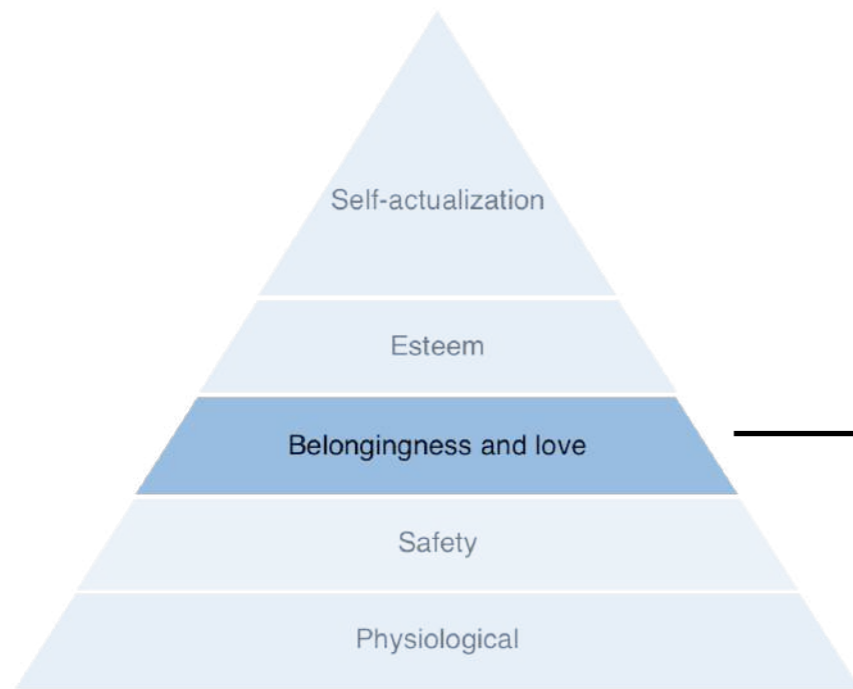 Self-actualization
Esteem
Belongingness and love
Safety
Physiological